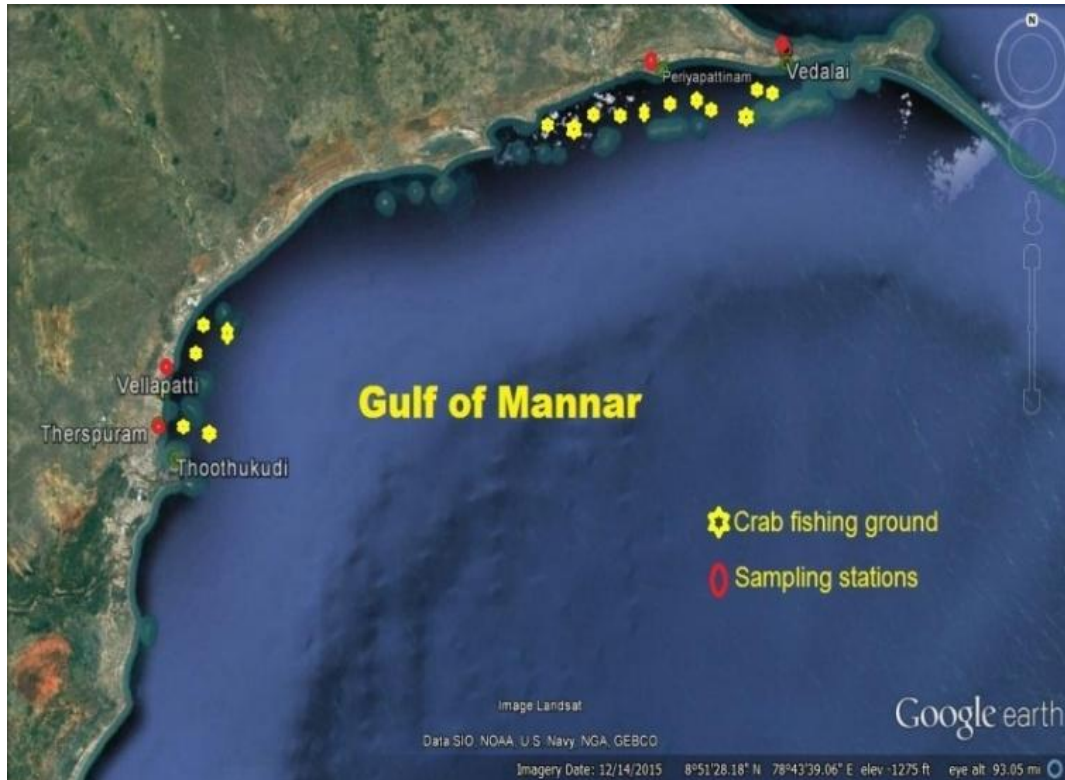 N
Periyapattinam
Vedalai
Vellapatti
Gulf of Mannar
Therspuram
Thoothukudi
Crab fishing ground
Sampling stations
Image Landsat
Google earth
Data SIO, NOAA, U.S. Navy, NGA, GEBCO
Imagery Date: 12/14/2015 8°51'28.18" N 78°43'39.06" E elev -1275 ft eye alt 93.05 mi